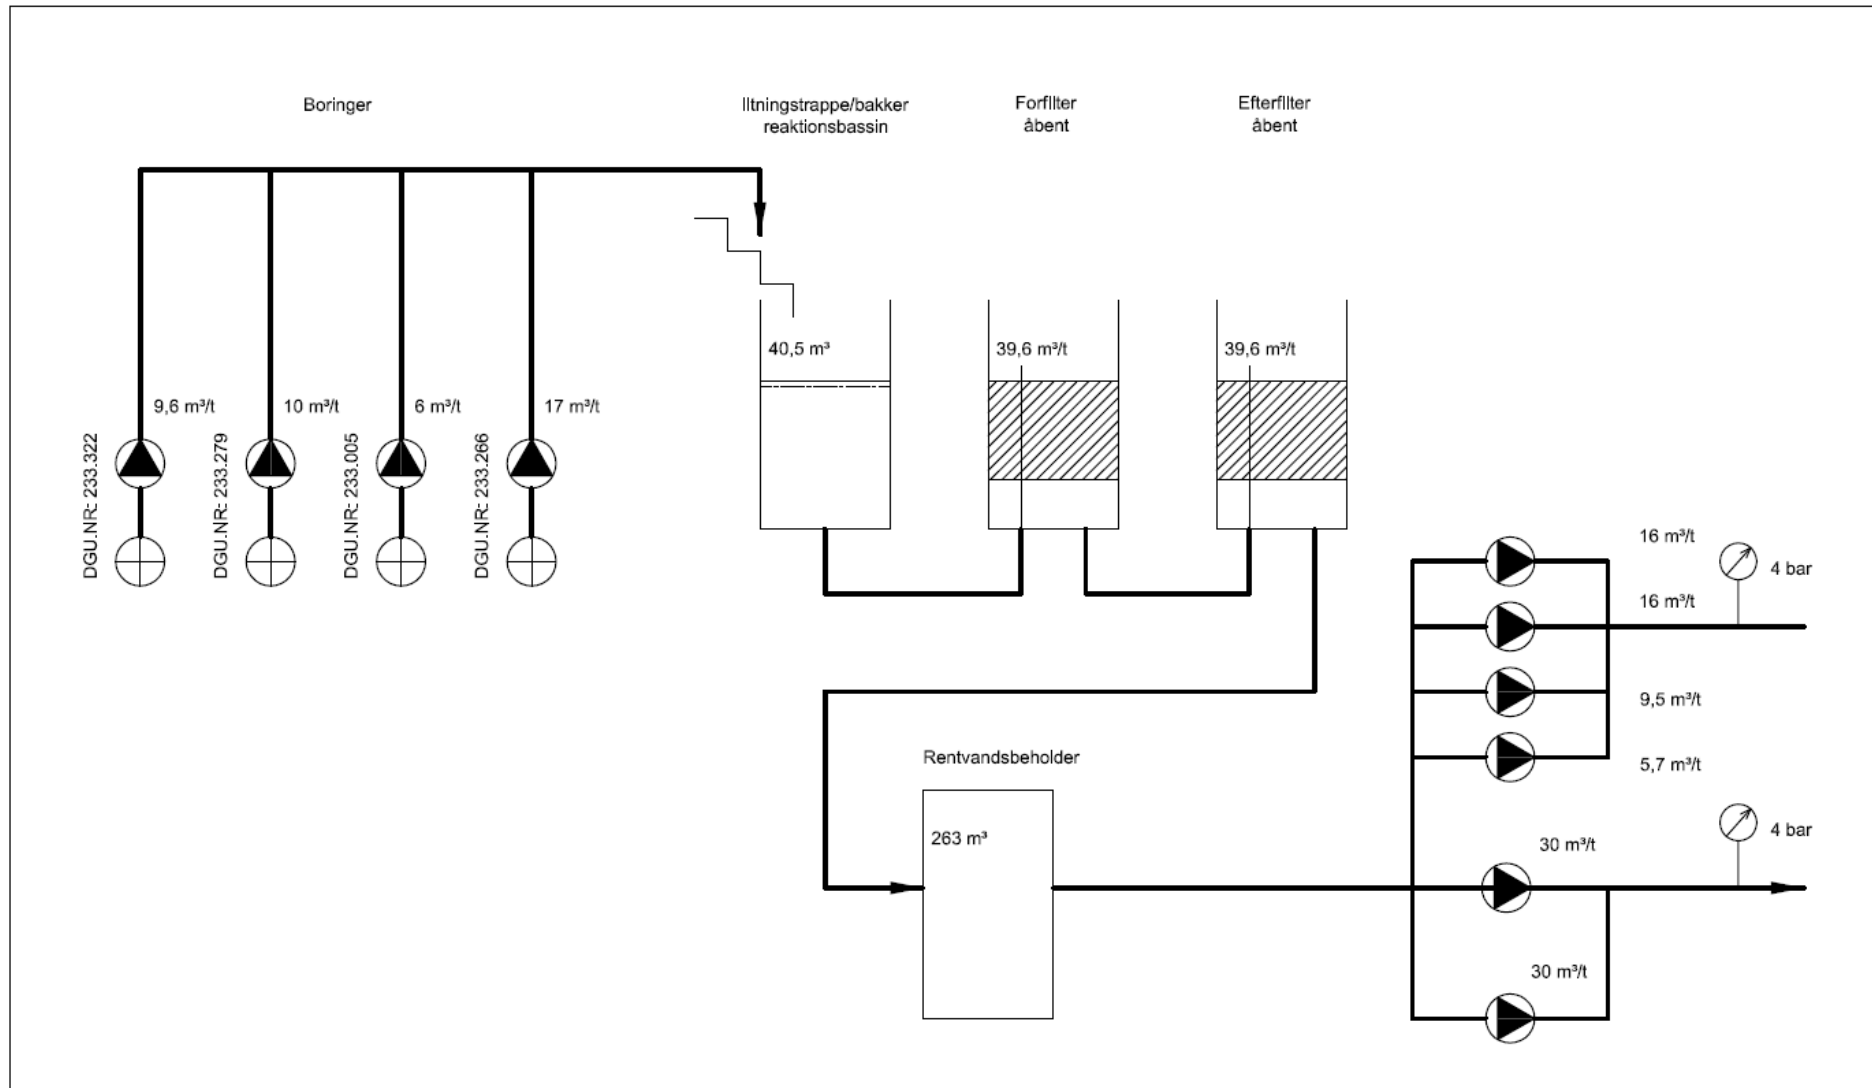 Boringer
Iltningstrappe/bakker
reaktionsbassin
Forfilter
åbent
Efterfilter
åbent
40,5 m³
39,6 m³/t
39,6 m³/t
9,6 m³/t
10 m³/t
6 m³/t
17 m³/t
DGU.NR: 233.322
DGU.NR: 233.279
DGU.NR: 233.005
DGU.NR: 233.266
16 m³/t
4 bar
16 m³/t
9,5 m³/t
5,7 m³/t
Rentvandsbeholder
263 m³
30 m³/t
4 bar
30 m³/t